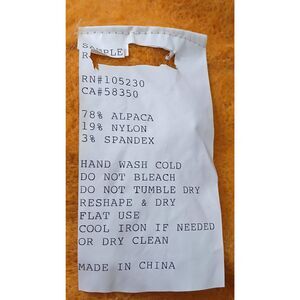 RN#105230
CA#58350
78% ALPACA
19% NYLON
3% SPANDEX
HAND WASH COLD
DO NOT BLEACH
DO NOT TUMBLE DRY
RESHAPE & DRY
FLAT USE
COOL IRON IF NEEDED
OR DRY CLEAN
MADE IN CHINA